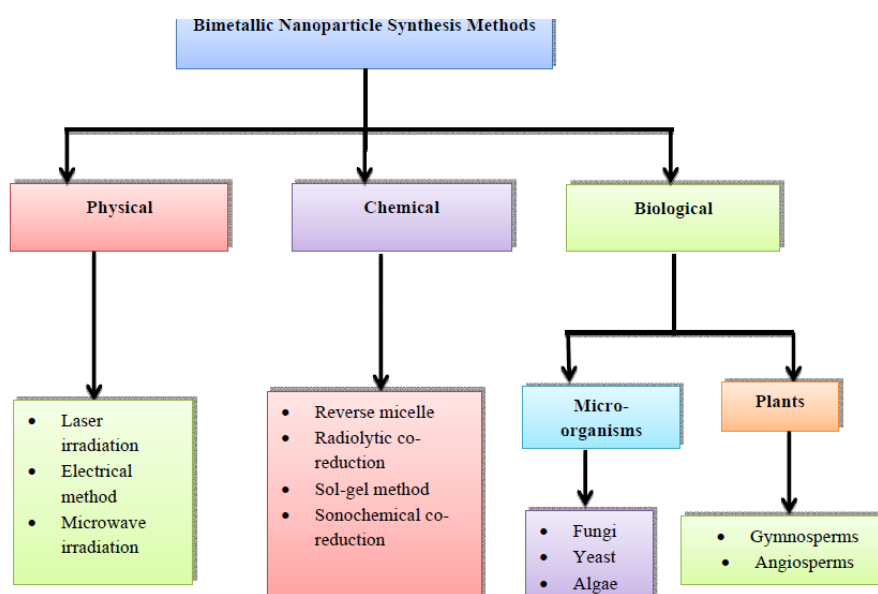 Bimetallic Nanoparticle Synthesis Methods
Physical
Chemical
Biological
• Laser
irradiation
• Electrical
method
• Microwave
irradiation
• Reverse micelle
• Radiolytic co-
reduction
• Sol-gel method
• Sonochemical co-
reduction
Micro-
organisms
Plants
• Fungi
• Yeast
• Algae
• Gymnosperms
• Angiosperms